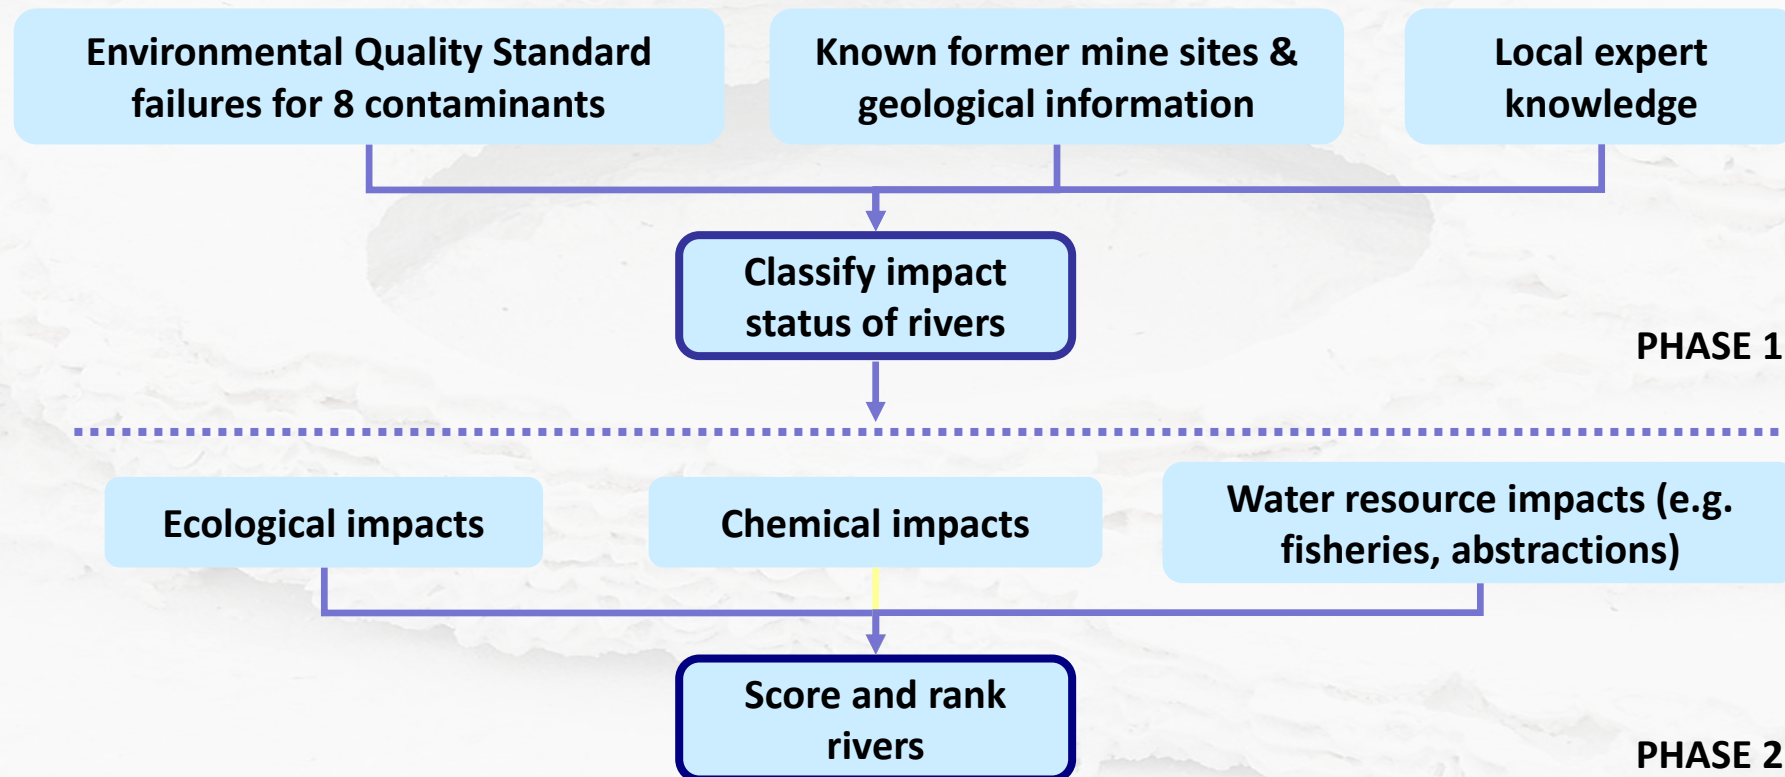 Environmental Quality Standard
failures for 8 contaminants
Known former mine sites &
geological information
Local expert
knowledge
Classify impact
status of rivers
PHASE 1
Ecological impacts
Chemical impacts
Water resource impacts (e.g.
fisheries, abstractions)
Score and rank
rivers
PHASE 2